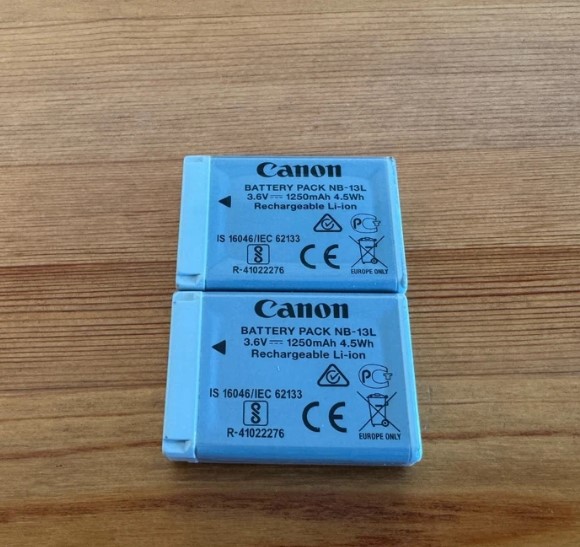 Canon
BATTERY PACK NB-13L
3.6V ⎓ 1250mAh 4.5Wh
Rechargeable Li-ion
IS 16046/IEC 62133
R-41022276
CE
EUROPE ONLY
Canon
BATTERY PACK NB-13L
3.6V ⎓ 1250mAh 4.5Wh
Rechargeable Li-ion
IS 16046/IEC 62133
R-41022276
CE
EUROPE ONLY